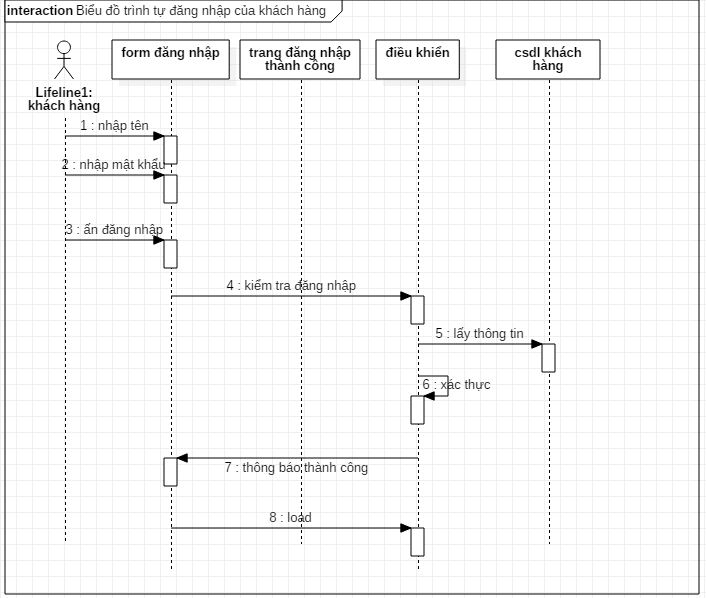 interaction Biểu đồ trình tự đăng nhập của khách hàng
form đăng nhập
trang đăng nhập
thành công
điều khiển
csdl khách
hàng
Lifeline1:
khách hàng
1 : nhập tên
2 : nhập mật khẩu
3 : ấn đăng nhập
4 : kiểm tra đăng nhập
5 : lấy thông tin
6 : xác thực
7 : thông báo thành công
8 : load